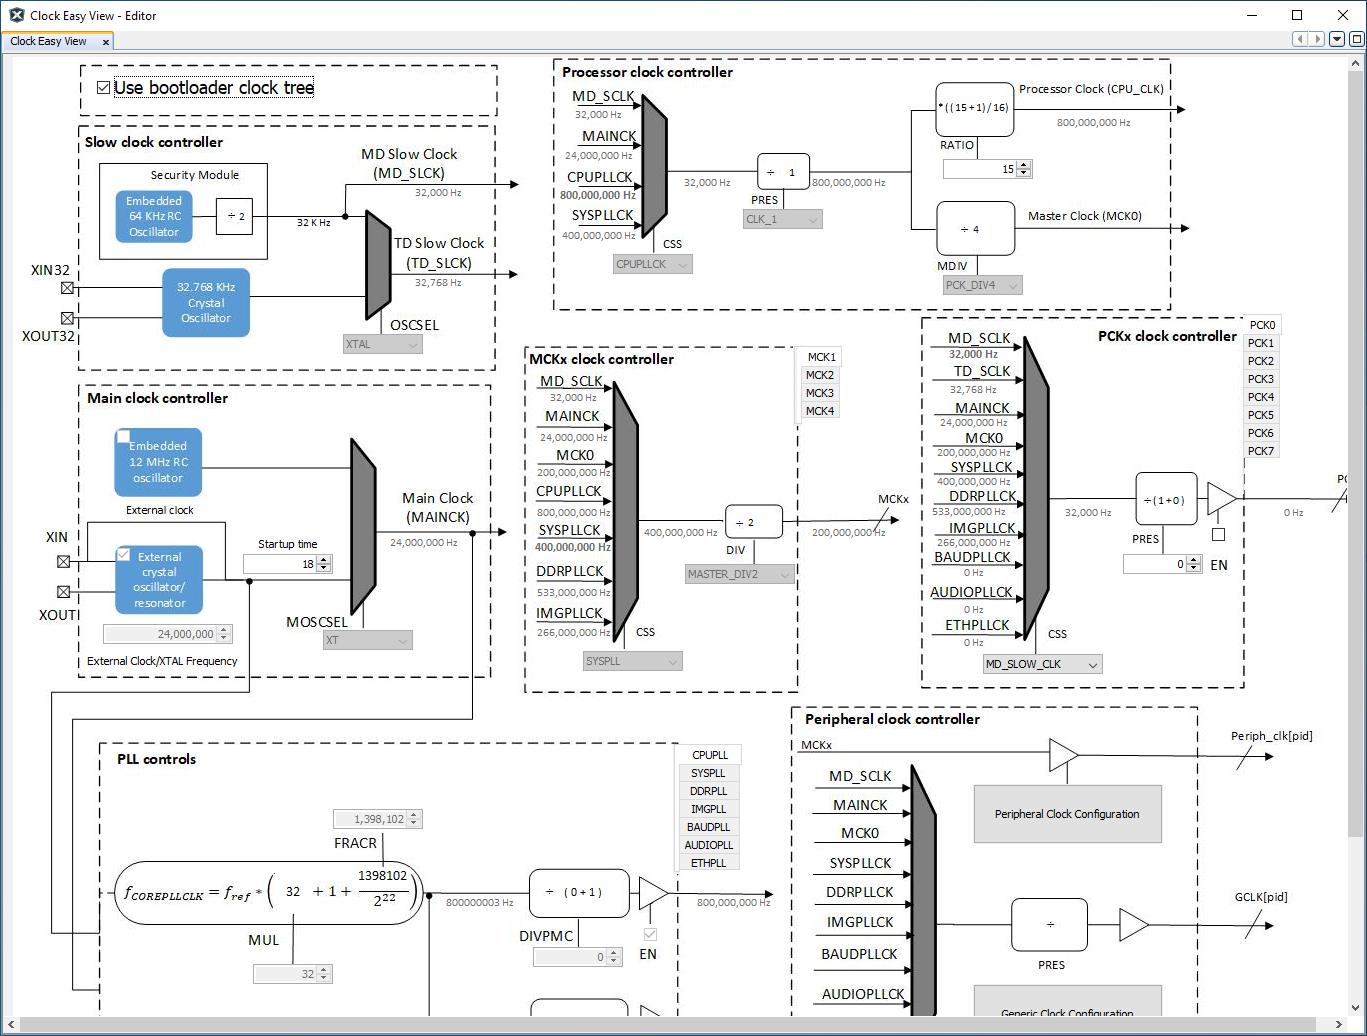 Clock Easy View - Editor
Clock Easy View
Use bootloader clock tree
Slow clock controller
Security Module
Embedded
64 KHz RC
Oscillator
÷ 2
32 K Hz
MD Slow Clock
(MD_SLCK)
32,000 Hz
TD Slow Clock
(TD_SLCK)
32,768 Hz
XIN32
XOUT32
32.768 KHz
Crystal
Oscillator
OSCSEL
XTAL
Main clock controller
Embedded
12 MHz RC
oscillator
External clock
XIN
XOUT
External
crystal
oscillator/
resonator
Startup time
18
24,000,000
External Clock/XTAL Frequency
MOSCSEL
XT
Main Clock
(MAINCK)
24,000,000 Hz
Processor clock controller
MD_SCLK
32,000 Hz
MAINCK
24,000,000 Hz
CPUPLLCK
800,000,000 Hz
SYSPLLCK
400,000,000 Hz
CSS
CPUPLLCK
32,000 Hz
÷ 1
PRES
CLK_1
800,000,000 Hz
*((15+1)/16)
RATIO
15
Processor Clock (CPU_CLK)
800,000,000 Hz
÷ 4
MDIV
PCK_DIV4
Master Clock (MCK0)
MCKx clock controller
MCK1
MCK2
MCK3
MCK4
MD_SCLK
32,000 Hz
MAINCK
24,000,000 Hz
MCK0
200,000,000 Hz
CPUPLLCK
800,000,000 Hz
SYSPLLCK
400,000,000 Hz
DDRPLLCK
533,000,000 Hz
IMGPLLCK
266,000,000 Hz
CSS
SYSPLL
400,000,000 Hz
÷ 2
DIV
MASTER_DIV2
MCKx
200,000,000 Hz
PCKx clock controller
PCK0
PCK1
PCK2
PCK3
PCK4
PCK5
PCK6
PCK7
MD_SCLK
32,000 Hz
TD_SCLK
32,768 Hz
MAINCK
24,000,000 Hz
MCK0
200,000,000 Hz
SYSPLLCK
400,000,000 Hz
DDRPLLCK
533,000,000 Hz
IMGPLLCK
266,000,000 Hz
BAUDPLLCK
0 Hz
AUDIOPLLCK
0 Hz
ETHPLLCK
0 Hz
CSS
MD_SLOW_CLK
32,000 Hz
÷(1+0)
PRES
0
EN
0 Hz
PC
PLL controls
CPUPLL
SYSPLL
DDRPLL
IMGPLL
BAUDPLL
AUDIOPLL
ETHPLL
1,398,102
FRACR
f_COREPLLCLK = f_ref * ( 32 + 1 + 1398102 / 2^22 )
MUL
32
800000003 Hz
÷ (0+1)
DIVPMC
0
EN
800,000,000 Hz
Peripheral clock controller
MCKx
Periph_clk[pid]
Peripheral Clock Configuration
MD_SCLK
MAINCK
MCK0
SYSPLLCK
DDRPLLCK
IMGPLLCK
BAUDPLLCK
AUDIOPLLCK
÷
PRES
GCLK[pid]
Generic Clock Configuration